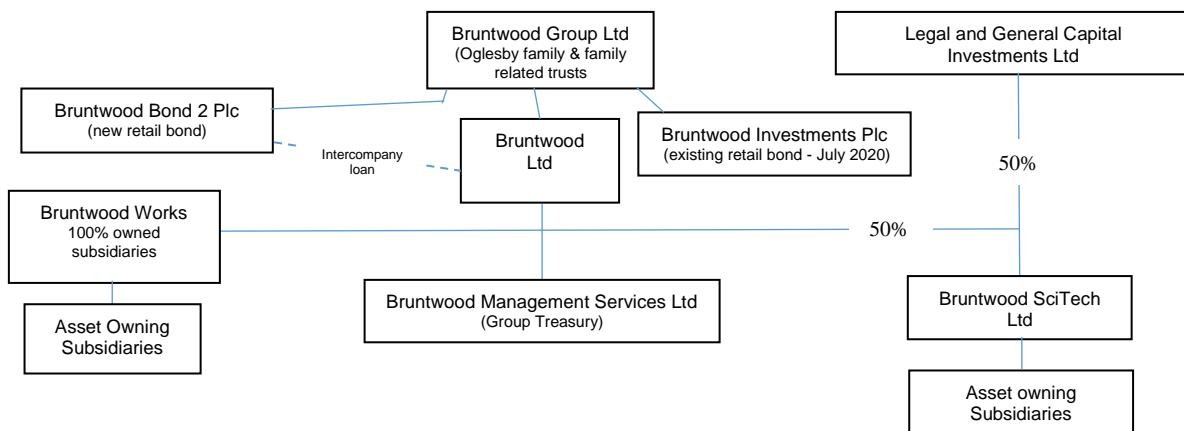 Bruntwood Group Ltd
(Oglesby family & family
related trusts
Legal and General Capital
Investments Ltd
Bruntwood Bond 2 Plc
(new retail bond)
Intercompany
loan
Bruntwood
Ltd
Bruntwood Investments Plc
(existing retail bond - July 2020)
50%
Bruntwood Works
100% owned
subsidiaries
50%
Bruntwood Management Services Ltd
(Group Treasury)
Bruntwood SciTech
Ltd
Asset Owning
Subsidiaries
Asset owning
Subsidiaries